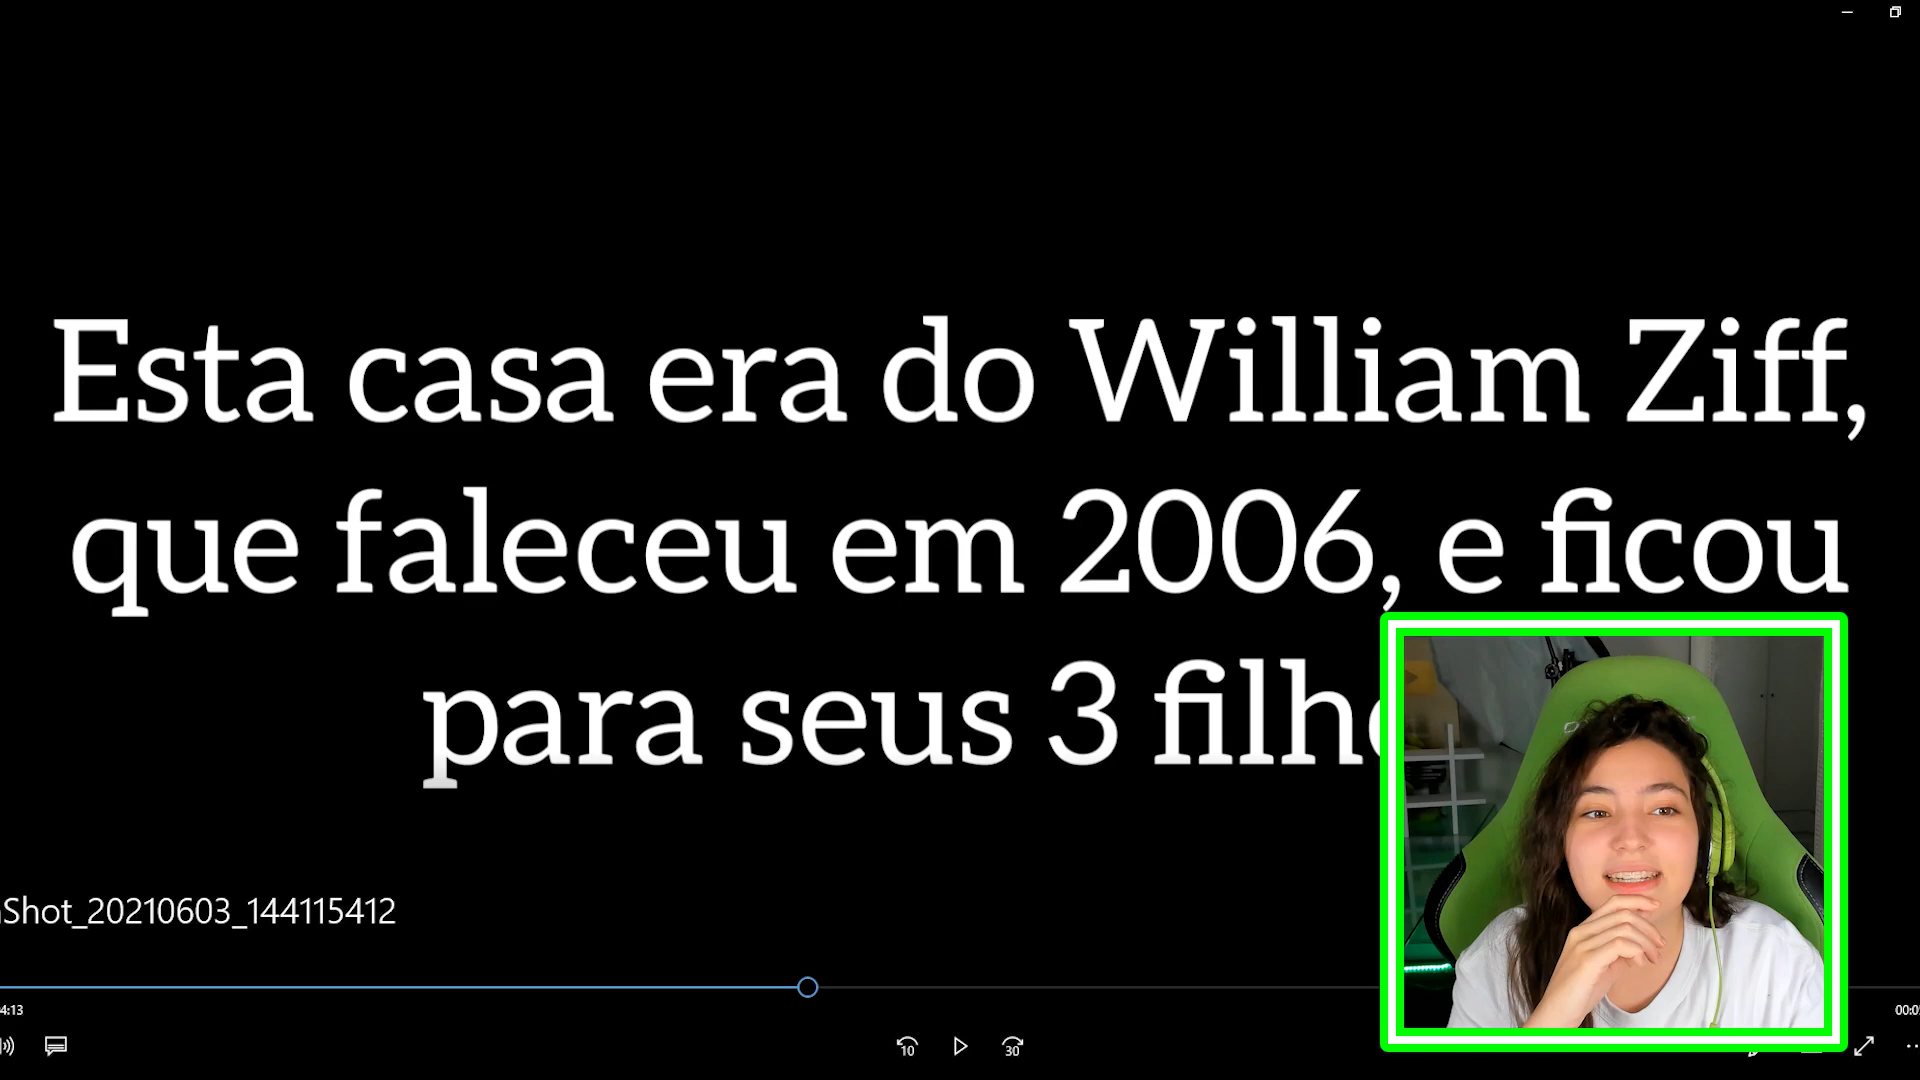 Esta casa era do William Ziff,
que faleceu em 2006, e ficou
para seus 3
Shot_20210603_144115412
4:13
10
30